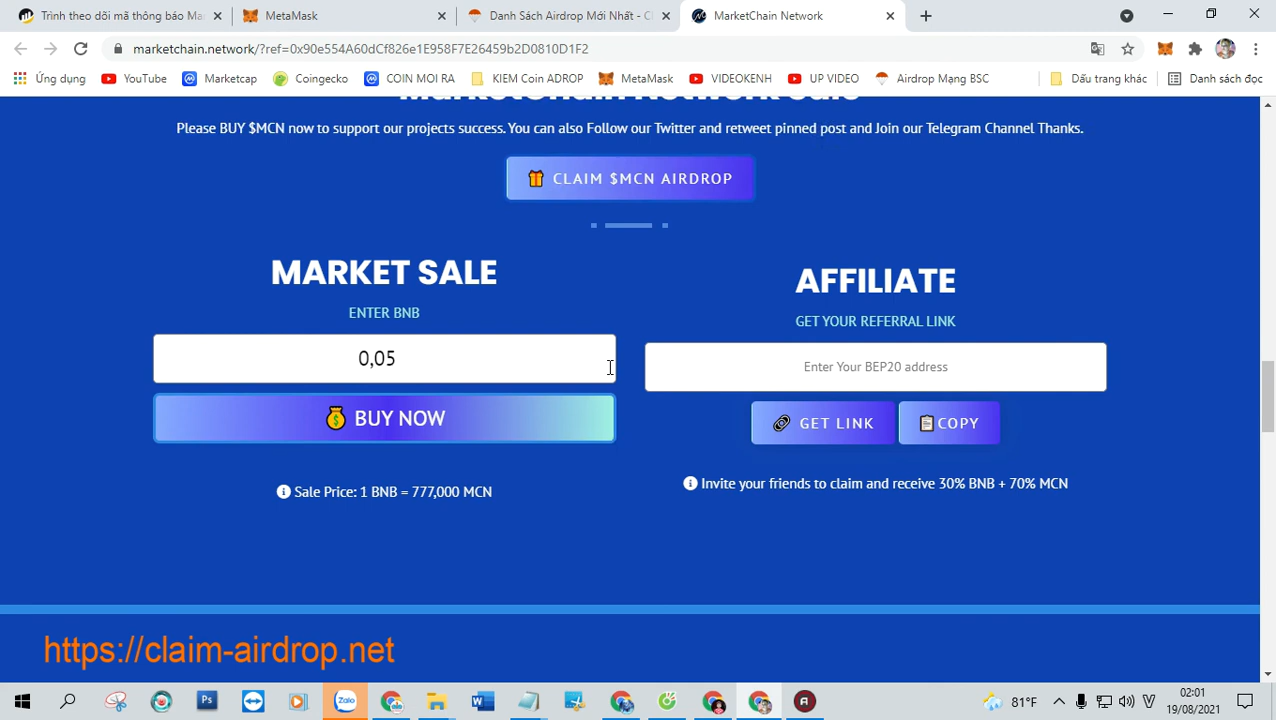 Trình theo dõi mã thông báo Ma
MetaMask
Danh Sách Airdrop Mới Nhất - C
MarketChain Network
marketchain.network/?ref=0x90e554A60dCf826e1E958F7E26459b2D0810D1F2
Ứng dụng
YouTube
Marketcap
Coingecko
COIN MOI RA
KIEM Coin ADROP
MetaMask
VIDEOKENH
UP VIDEO
Airdrop Mạng BSC
Dấu trang khác
Danh sách đọc
MarketChain Network Sale
Please BUY $MCN now to support our projects success. You can also Follow our Twitter and retweet pinned post and Join our Telegram Channel Thanks.
CLAIM $MCN AIRDROP
MARKET SALE
ENTER BNB
0,05
BUY NOW
Sale Price: 1 BNB = 777,000 MCN
AFFILIATE
GET YOUR REFERRAL LINK
Enter Your BEP20 address
GET LINK
COPY
Invite your friends to claim and receive 30% BNB + 70% MCN
https://claim-airdrop.net
Zalo
81°F
02:01
19/08/2021